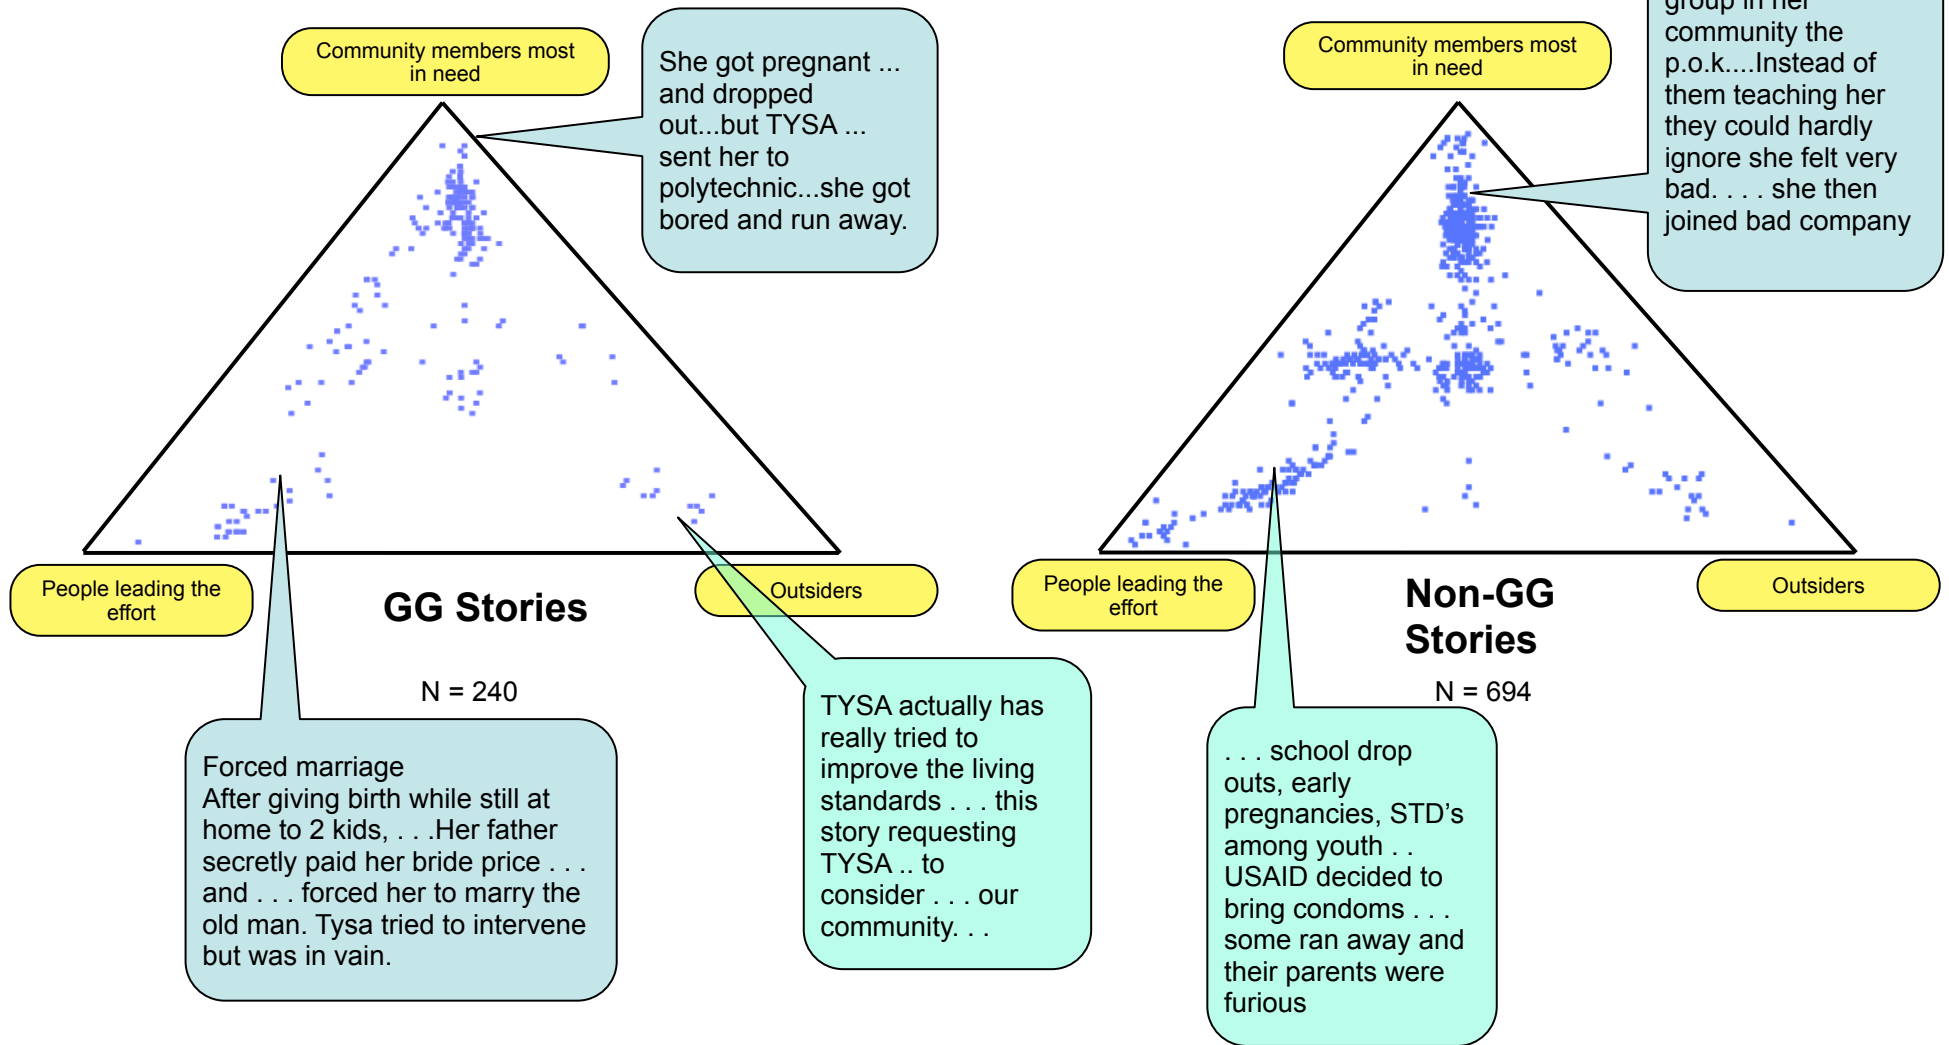 Community members most
in need
She got pregnant ...
and dropped
out...but TYSA ...
sent her to
polytechnic...she got
bored and run away.
People leading the
effort
GG Stories
N = 240
Outsiders
Forced marriage
After giving birth while still at
home to 2 kids, . . .Her father
secretly paid her bride price . . .
and . . . forced her to marry the
old man. Tysa tried to intervene
but was in vain.
TYSA actually has
really tried to
improve the living
standards . . . this
story requesting
TYSA .. to
consider . . . our
community. . .
Community members most
in need
group in her
community the
p.o.k....Instead of
them teaching her
they could hardly
ignore she felt very
bad. . . . she then
joined bad company
People leading the
effort
Non-GG
Stories
N = 694
Outsiders
. . . school drop
outs, early
pregnancies, STD's
among youth . .
USAID decided to
bring condoms . . .
some ran away and
their parents were
furious